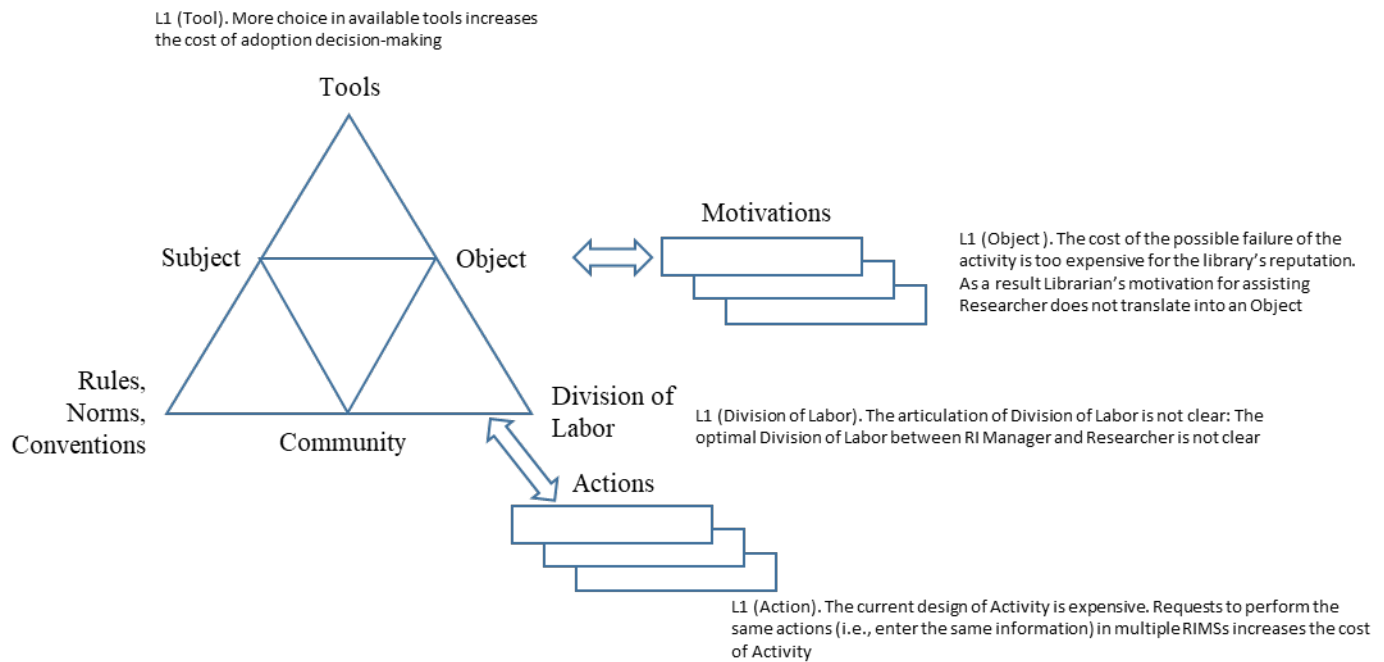 L1 (Tool). More choice in available tools increases
the cost of adoption decision-making
Tools
Motivations
Subject
Object
L1 (Object ). The cost of the possible failure of the
activity is too expensive for the library's reputation.
As a result Librarian's motivation for assisting
Researcher does not translate into an Object
Rules,
Norms,
Conventions
Community
Division of
Labor
L1 (Division of Labor). The articulation of Division of Labor is not clear: The
optimal Division of Labor between RI Manager and Researcher is not clear
Actions
L1 (Action). The current design of Activity is expensive. Requests to perform the
same actions (i.e., enter the same information) in multiple RIMSs increases the cost
of Activity